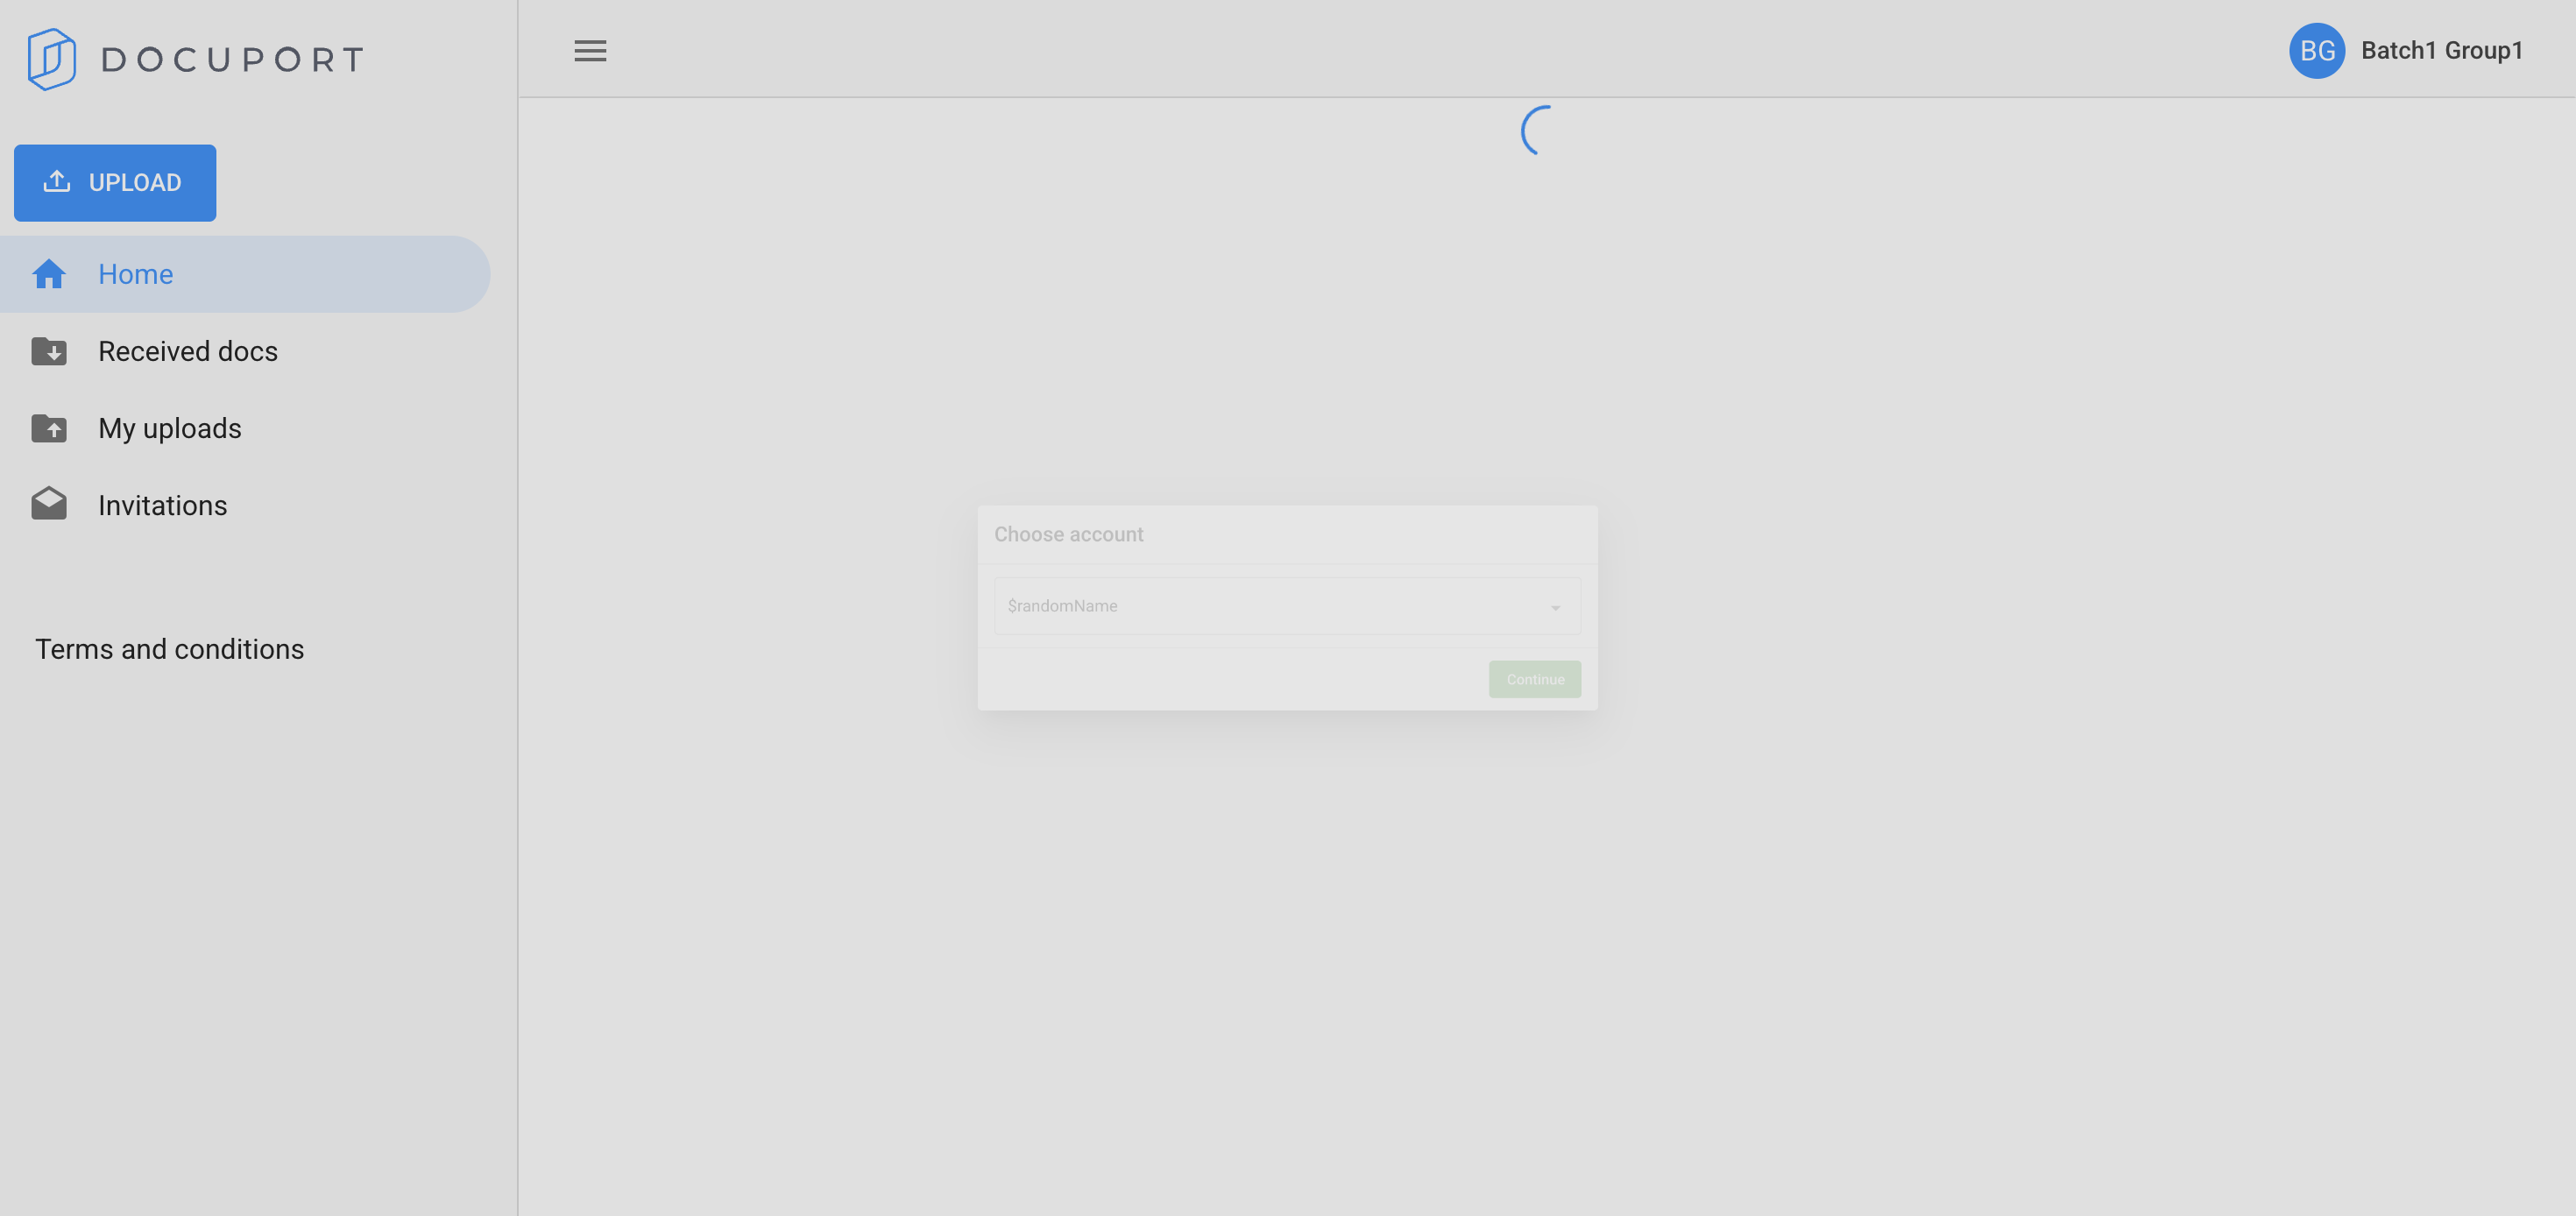 DOCUPORT
BG Batch1 Group1
UPLOAD
Home
Received docs
My uploads
Invitations
Terms and conditions
Choose account
$randomName
Continue